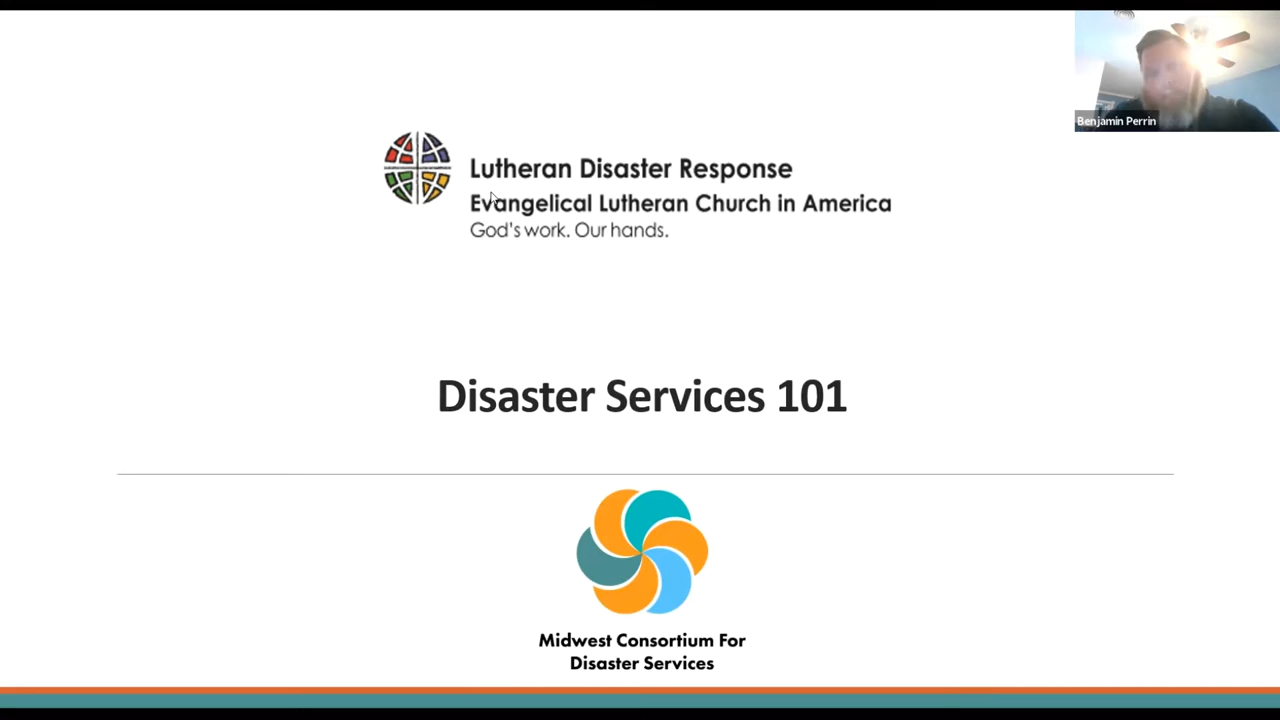 Benjamin Perrin
Lutheran Disaster Response
Evangelical Lutheran Church in America
God's work. Our hands.
Disaster Services 101
Midwest Consortium For
Disaster Services